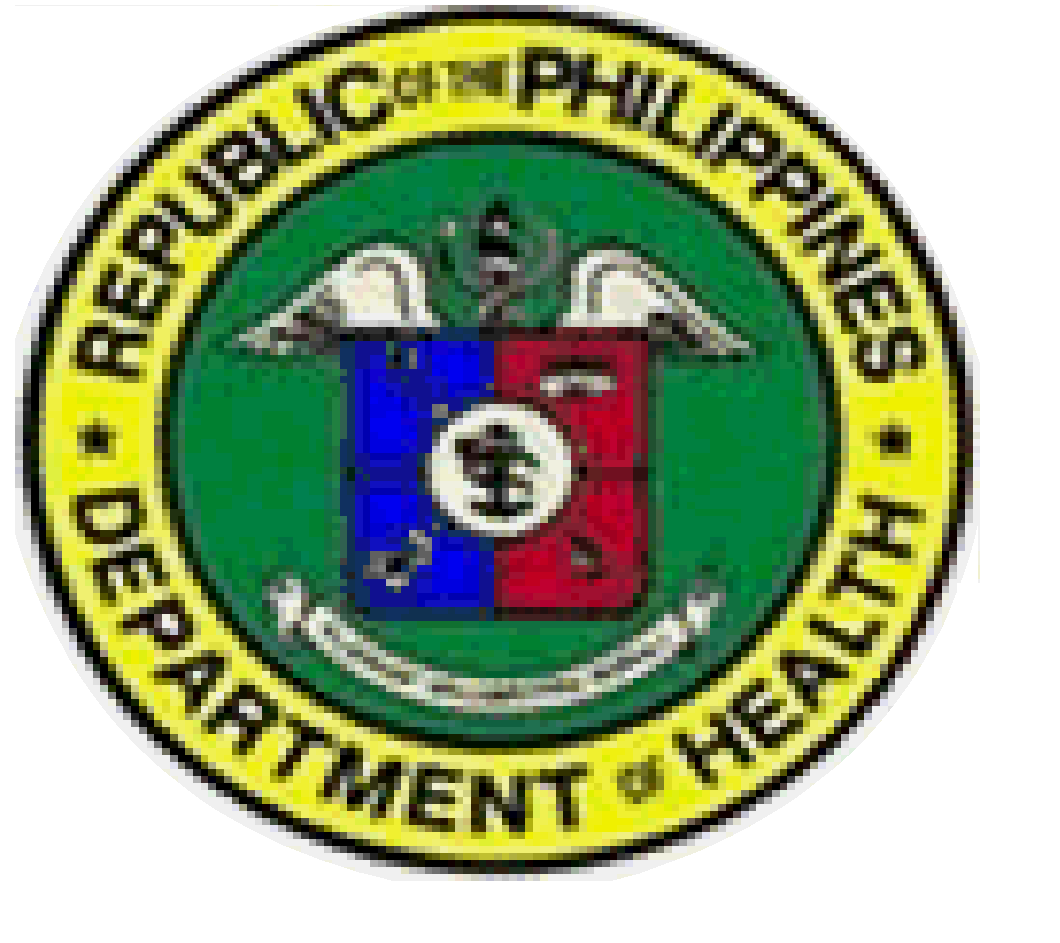 REPUBLIC OF THE PHILIPPINES
DEPARTMENT OF HEALTH